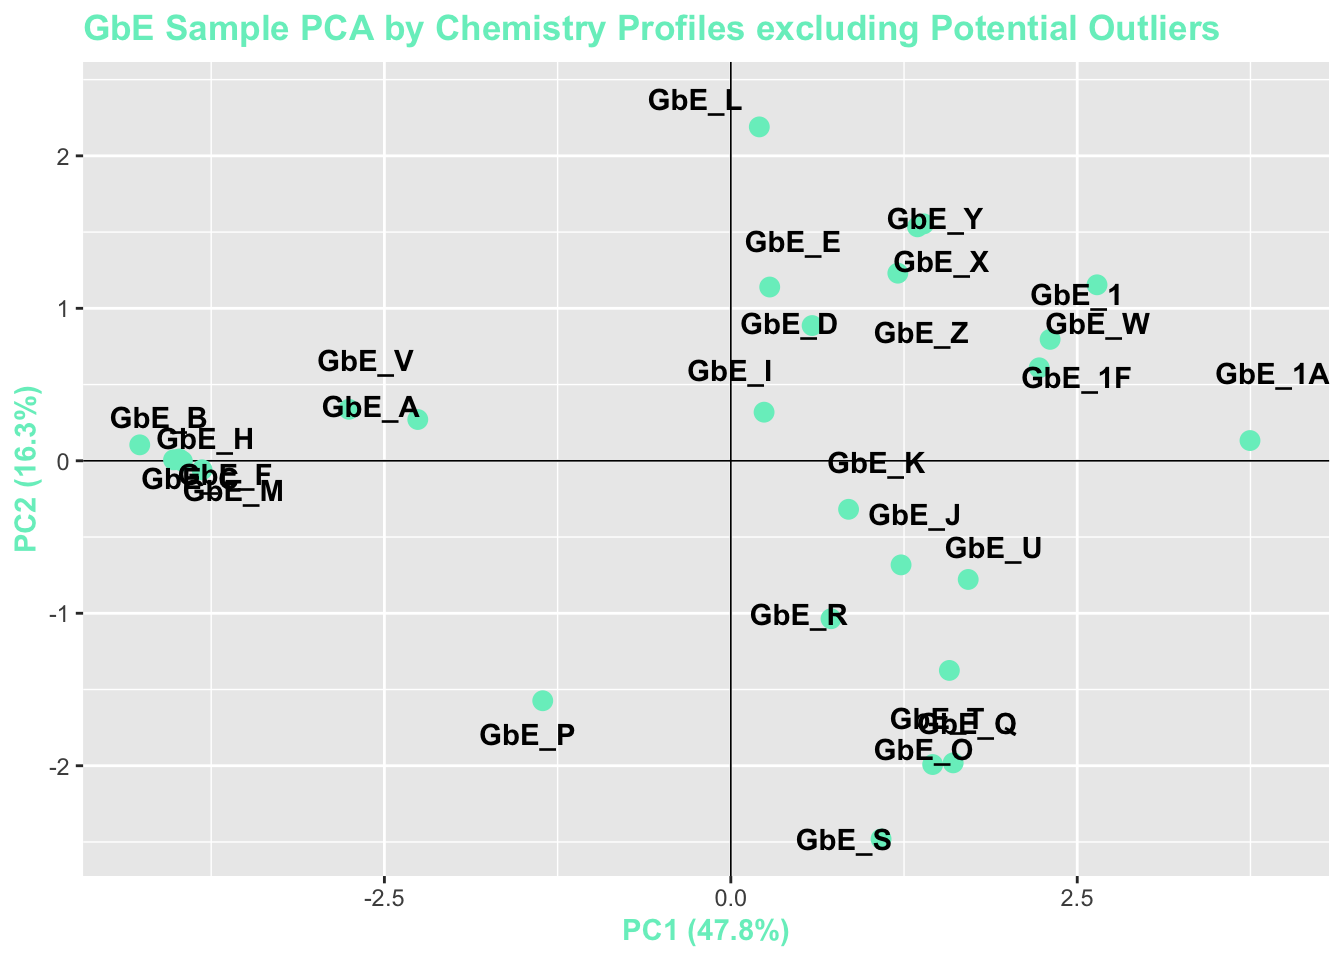 GbE Sample PCA by Chemistry Profiles excluding Potential Outliers
GbE_L
2
GbE_Y
GbE_E
GbE_X
GbE_1
1
GbE_D
GbE_Z
GbE_W
GbE_V
GbE_I
GbE_1F
GbE_1A
GbE_A
GbE_B
GbE_H
0
GbE_K
GbE_F
GbE_M
GbE_J
GbE_U
-1
GbE_R
GbE_T
GbE_Q
GbE_P
GbE_O
-2
GbE_S
-2.5
0.0
2.5
PC1 (47.8%)
PC2 (16.3%)